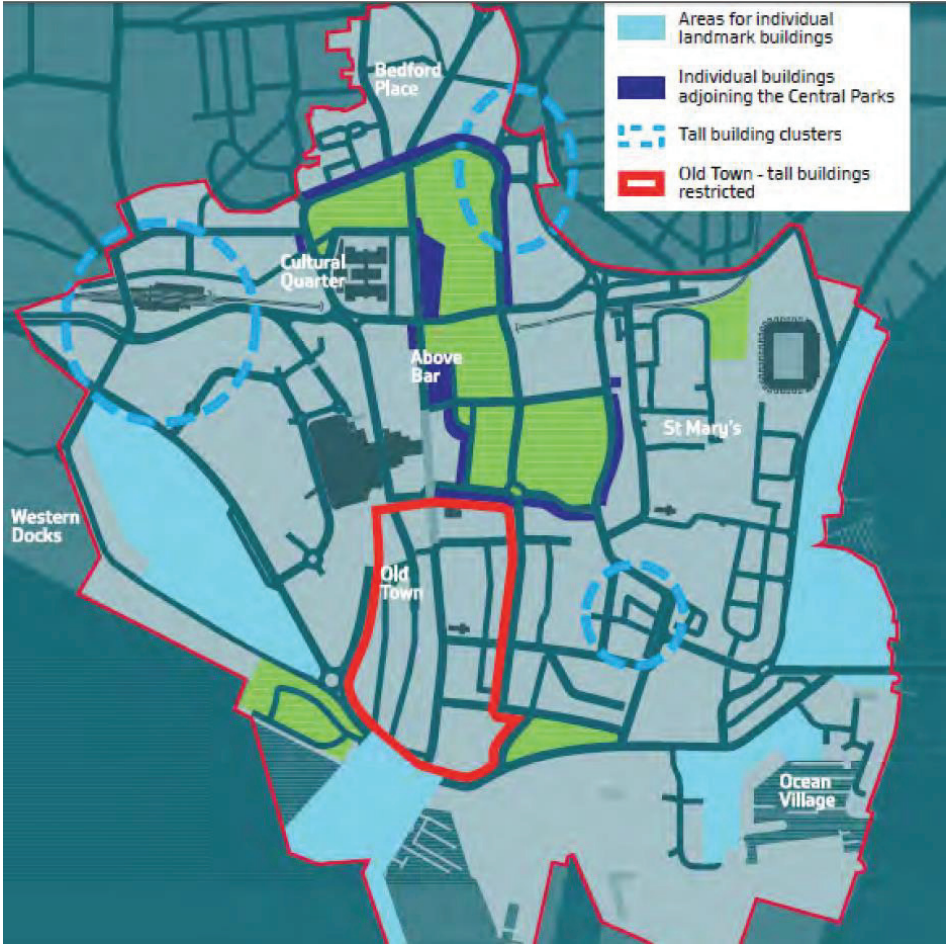 Areas for individual
landmark buildings
Individual buildings
adjoining the Central Parks
Tall building clusters
Old Town - tall buildings
restricted
Bedford
Place
Cultural
Quarter
Above
Bar
St Mary's
Western
Docks
Old
Town
Ocean
Village